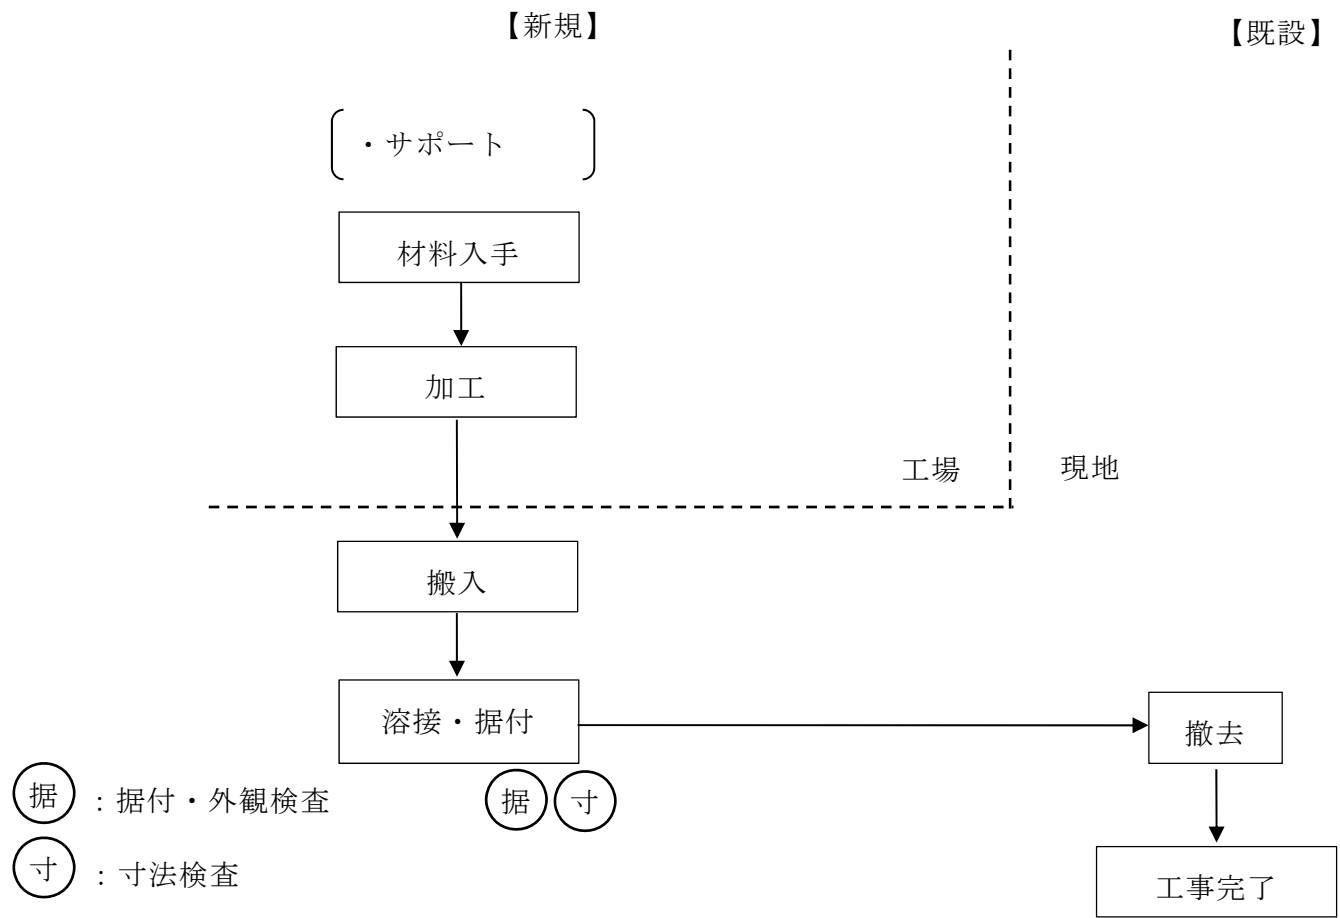 【新規】
【既設】
・サポート
材料入手
加工
工場
現地
搬入
溶接・据付
撤去
据 : 据付・外観検査
据 寸
寸 : 寸法検査
工事完了